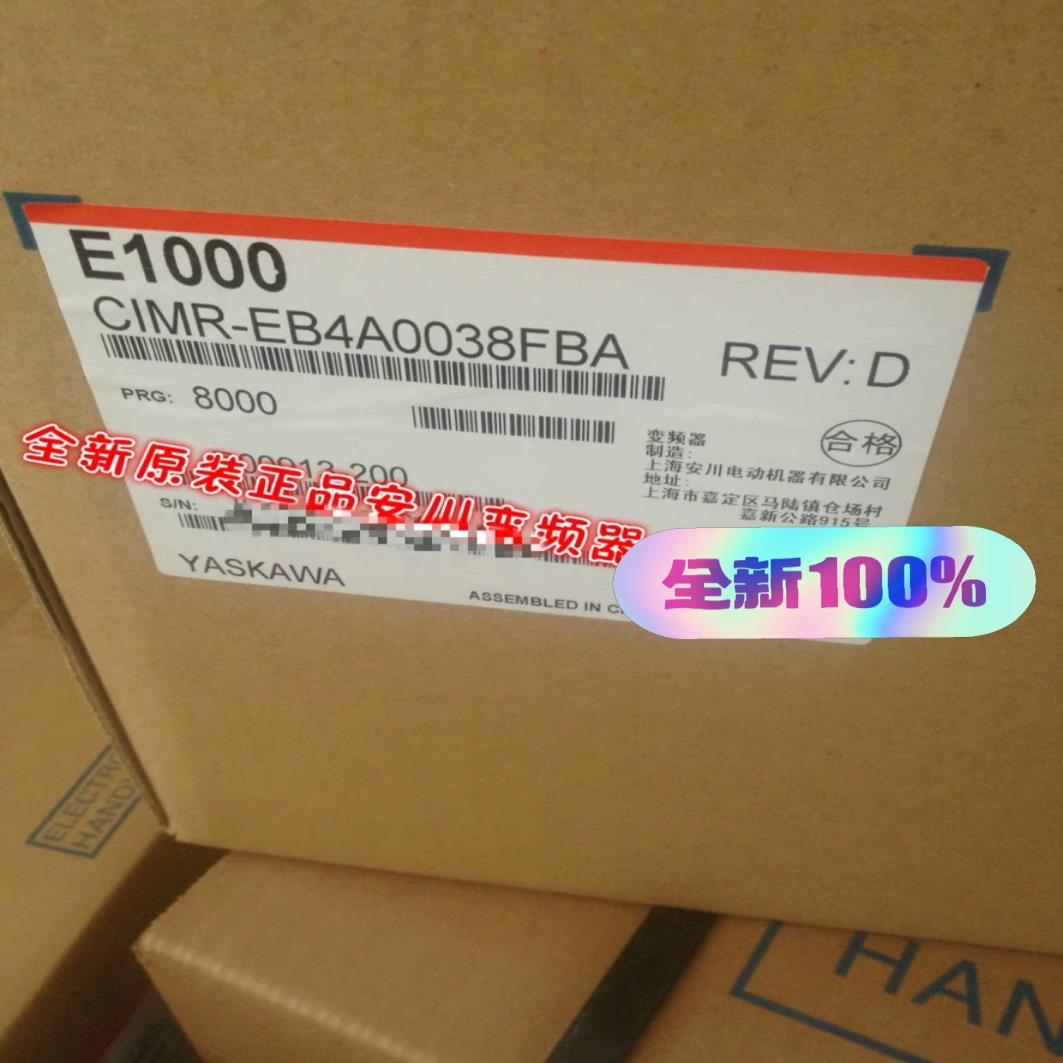 E1000
CIMR-EB4A0038FBA
REV: D
PRG: 8000
变频器
制造:
上海安川电动机器有限公司
地址:
上海市嘉定区马陆镇仓场村
嘉新公路915号
合格
全新原装正品安川变频器
S/N:
全新100%
YASKAWA
ASSEMBLED IN
ELECTRO
HAND
HAN